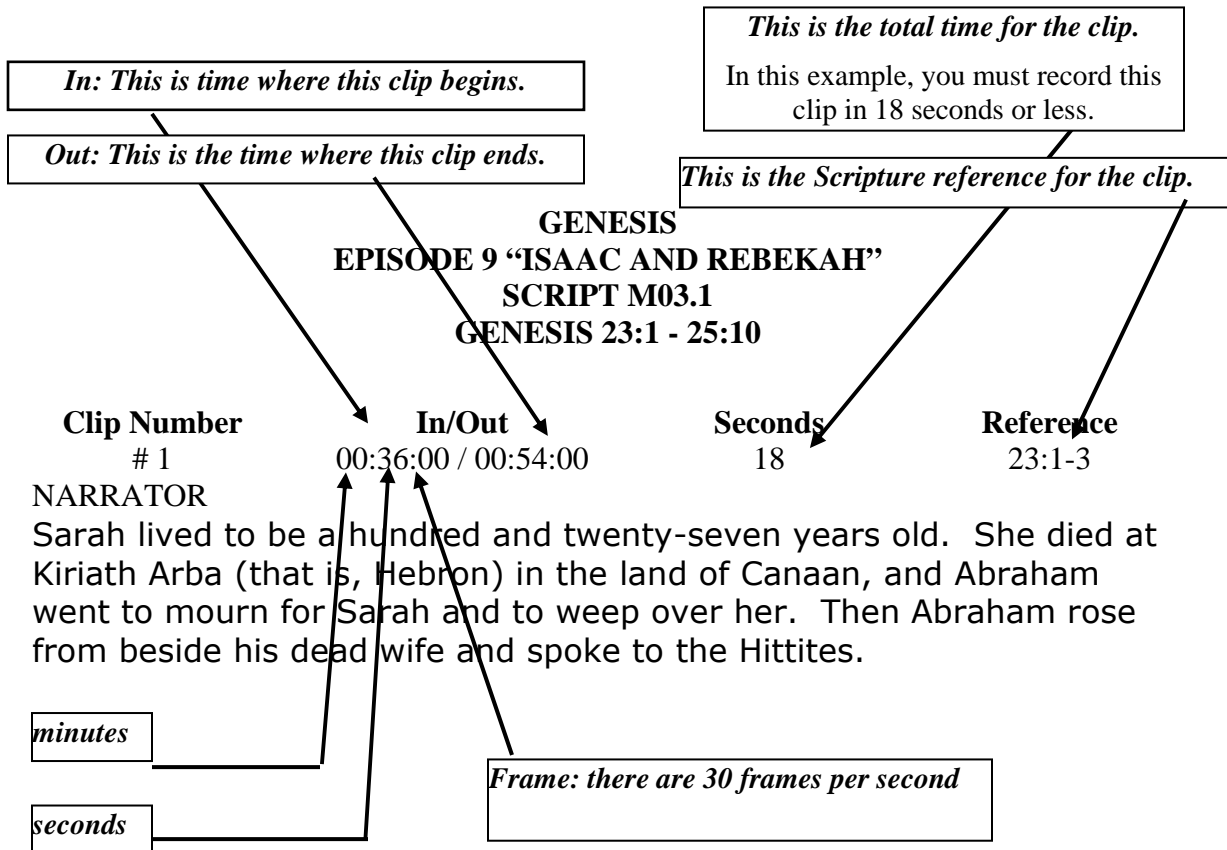 This is the total time for the clip.
In this example, you must record this
clip in 18 seconds or less.
In: This is time where this clip begins.
Out: This is the time where this clip ends.
This is the Scripture reference for the clip.
GENESIS
EPISODE 9 “ISAAC AND REBEKAH”
SCRIPT M03.1
GENESIS 23:1 - 25:10
Clip Number In/Out Seconds Reference
# 1 00:36:00 / 00:54:00 18 23:1-3
NARRATOR
Sarah lived to be a hundred and twenty-seven years old.  She died at
Kiriath Arba (that is, Hebron) in the land of Canaan, and Abraham
went to mourn for Sarah and to weep over her.  Then Abraham rose
from beside his dead wife and spoke to the Hittites.
minutes
Frame: there are 30 frames per second
seconds